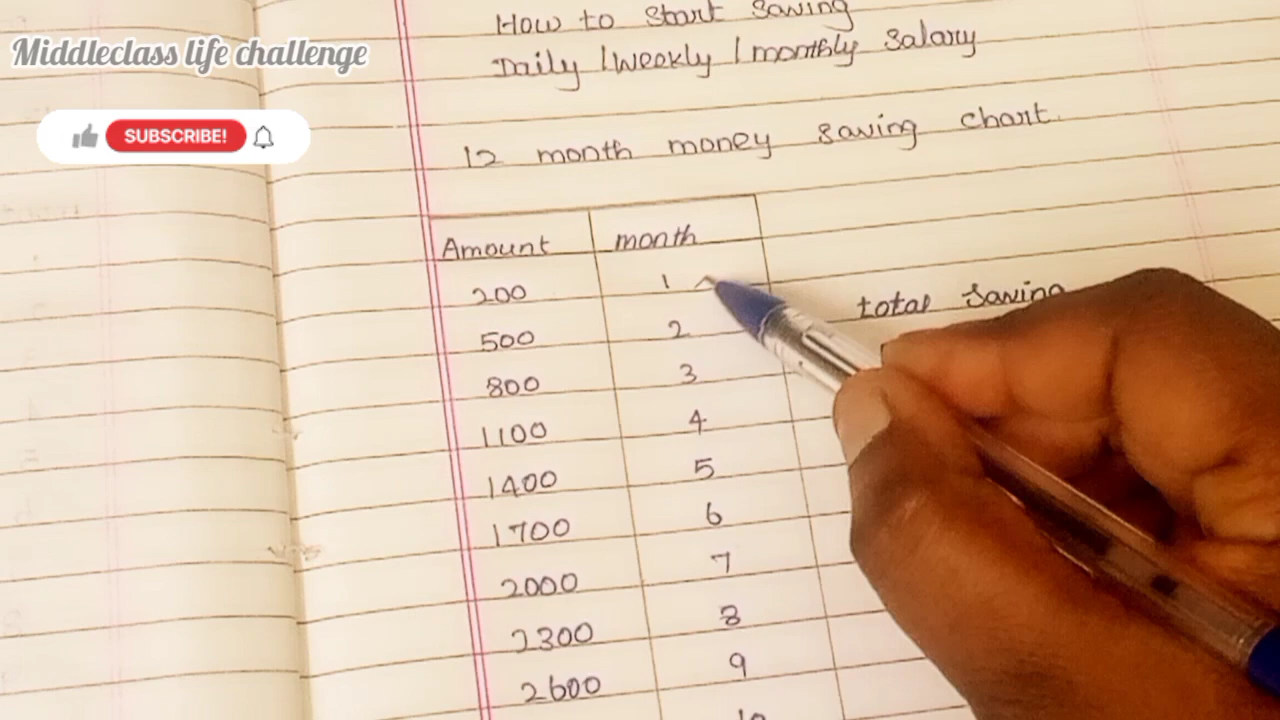 Middleclass life challenge
SUBSCRIBE!
How to start saving
Daily / weekly / monthly salary
12 month money saving chart.
Amount month
200 1
500 2
800 3
1100 4
1400 5
1700 6
2000 7
2300 8
2600 9
10
total saving